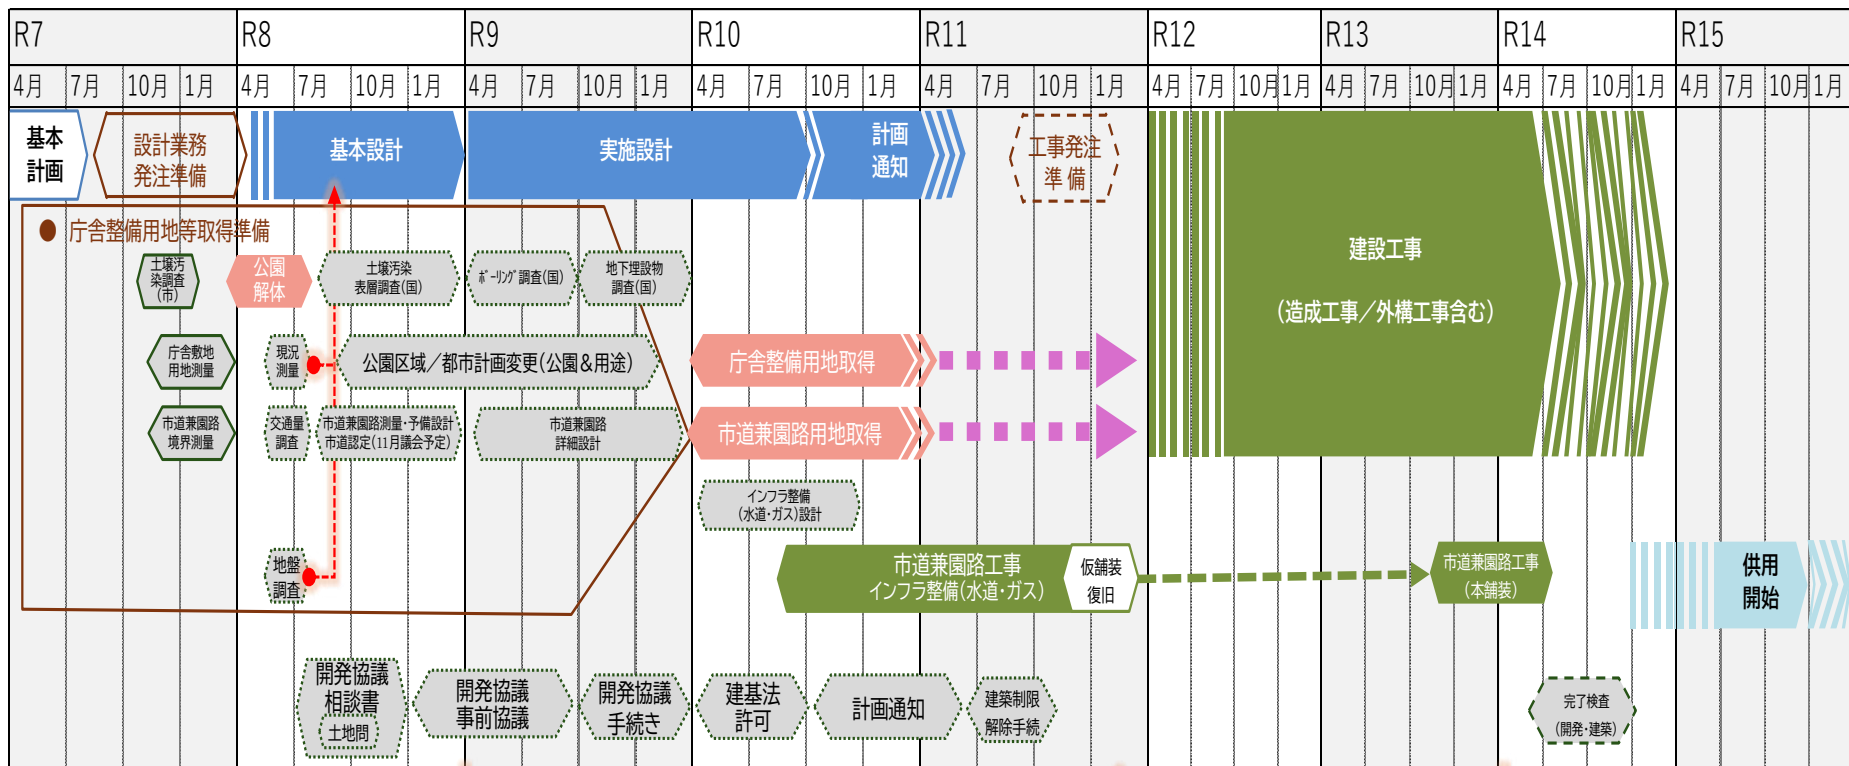 R7
R8
R9
R10
R11
R12
R13
R14
R15
4月 7月 10月 1月 4月 7月 10月 1月 4月 7月 10月 1月 4月 7月 10月 1月 4月 7月 10月 1月 4月 7月 10月 1月 4月 7月 10月 1月 4月 7月 10月 1月 4月 7月 10月 1月
基本
計画
設計業務
発注準備
基本設計
実施設計
計画
通知
工事発注
準備
建設工事
（造成工事／外構工事含む）
● 庁舎整備用地等取得準備
土壌汚
染調査
（市）
公園
解体
土壌汚染
表層調査(国)
ﾎﾞｰﾘﾝｸﾞ調査(国)
地下埋設物
調査(国)
庁舎敷地
用地測量
現況
測量
公園区域／都市計画変更(公園＆用途)
庁舎整備用地取得
市道兼園路
境界測量
交通量
調査
市道兼園路測量･予備設計
市道認定(11月議会予定)
市道兼園路
詳細設計
市道兼園路用地取得
インフラ整備
(水道･ガス)設計
地盤
調査
市道兼園路工事
インフラ整備(水道･ガス)
仮舗装
復旧
市道兼園路工事
(本舗装)
供用
開始
開発協議
相談書
土地問
開発協議
事前協議
開発協議
手続き
建基法
許可
計画通知
建築制限
解除手続
完了検査
(開発･建築)